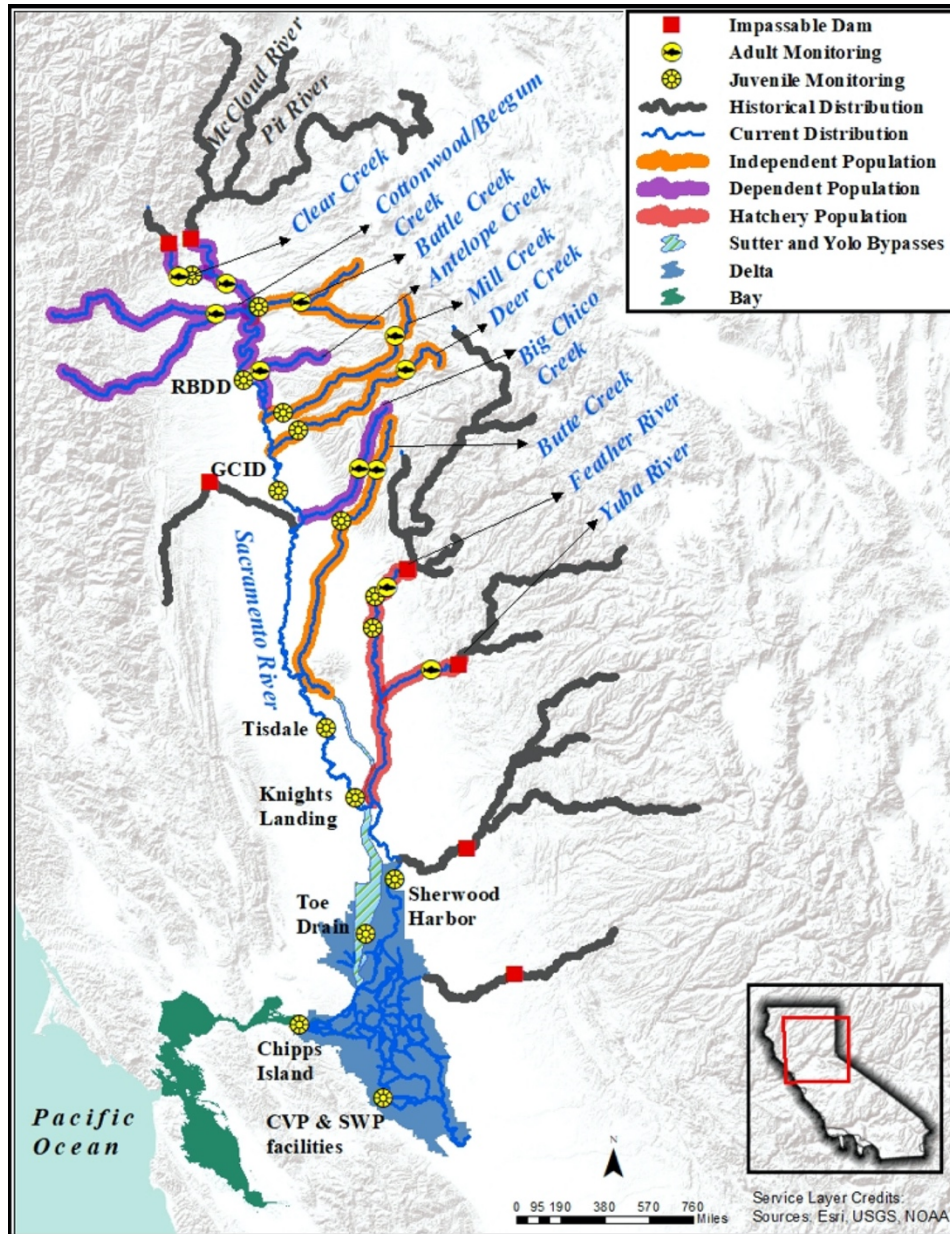 Impassable Dam
Adult Monitoring
Juvenile Monitoring
Historical Distribution
Current Distribution
Independent Population
Dependent Population
Hatchery Population
Sutter and Yolo Bypasses
Delta
Bay
McCloud River
Pit River
Clear Creek
Cottonwood/Beegum
Creek
Battle Creek
Antelope Creek
Mill Creek
Deer Creek
Big Chico
Creek
Butte Creek
Feather River
Yuba River
RBDD
GCID
Sacramento River
Tisdale
Knights
Landing
Sherwood
Harbor
Toe
Drain
Chipps
Island
CVP & SWP
facilities
Pacific
Ocean
N
0 95 190 380 570 760
Miles
Service Layer Credits:
Sources: Esri, USGS, NOAA